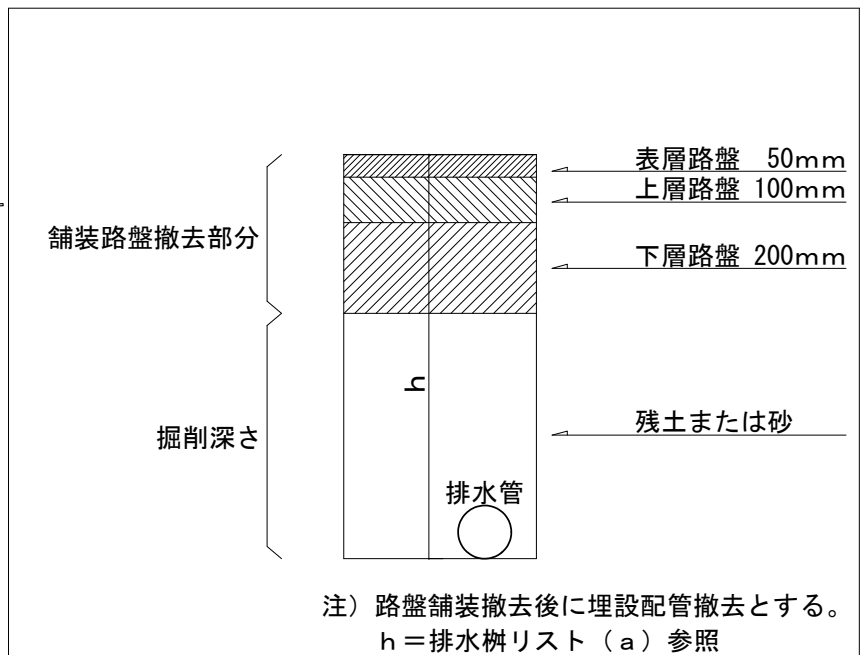 表層路盤 50mm
上層路盤 100mm
舗装路盤撤去部分
下層路盤 200mm
h
掘削深さ
残土または砂
排水管
注）路盤舗装撤去後に埋設配管撤去とする。
h＝排水桝リスト（a）参照